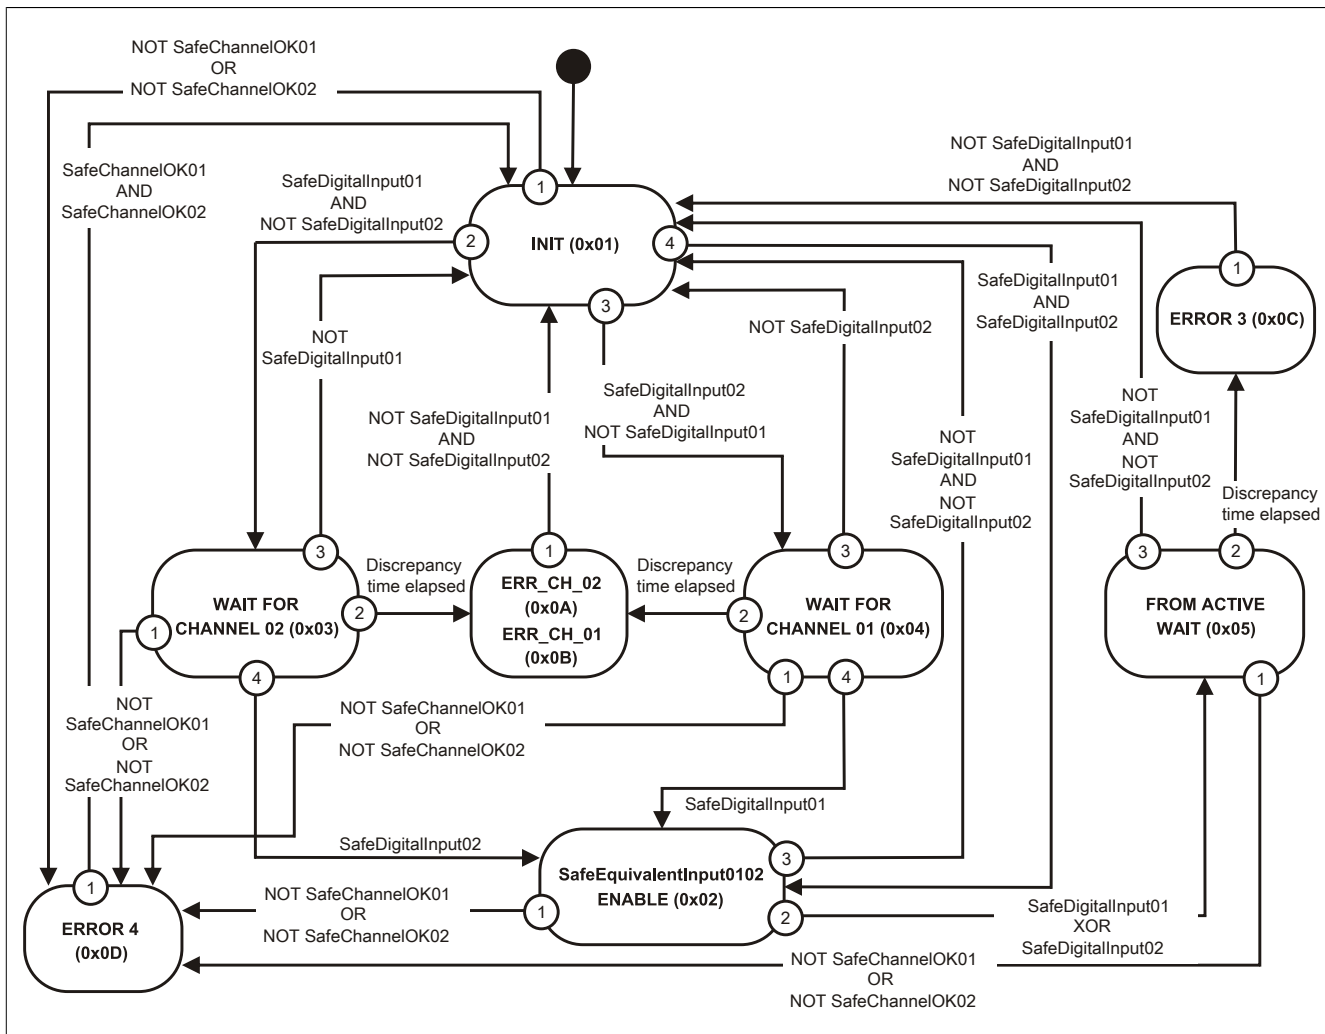 NOT SafeChannelOK01
OR
NOT SafeChannelOK02
SafeChannelOK01
AND
SafeChannelOK02
SafeDigitalInput01
AND
NOT SafeDigitalInput02
1
2
INIT (0x01)
4
3
NOT SafeDigitalInput01
AND
NOT SafeDigitalInput02
1
ERROR 3 (0x0C)
SafeDigitalInput01
AND
SafeDigitalInput02
NOT
SafeDigitalInput01
NOT SafeDigitalInput02
NOT SafeDigitalInput01
AND
NOT SafeDigitalInput02
SafeDigitalInput02
AND
NOT SafeDigitalInput01
NOT
SafeDigitalInput01
AND
NOT
SafeDigitalInput02
NOT
SafeDigitalInput01
AND
NOT
SafeDigitalInput02
Discrepancy
time elapsed
3
WAIT FOR
CHANNEL 02 (0x03)
1
2
4
Discrepancy
time elapsed
1
ERR_CH_02
(0x0A)
ERR_CH_01
(0x0B)
Discrepancy
time elapsed
3
2
WAIT FOR
CHANNEL 01 (0x04)
1
4
3
2
FROM ACTIVE
WAIT (0x05)
1
NOT
SafeChannelOK01
OR
NOT
SafeChannelOK02
NOT SafeChannelOK01
OR
NOT SafeChannelOK02
SafeDigitalInput01
SafeDigitalInput02
1
ERROR 4
(0x0D)
NOT SafeChannelOK01
OR
NOT SafeChannelOK02
3
SafeEquivalentInput0102
ENABLE (0x02)
1
2
SafeDigitalInput01
XOR
SafeDigitalInput02
NOT SafeChannelOK01
OR
NOT SafeChannelOK02